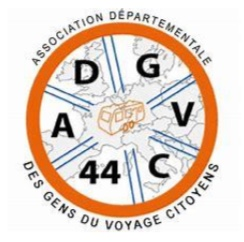 ASSOCIATION DÉPARTEMENTALE
D G
A V
44 C
DES GENS DU VOYAGE CITOYENS